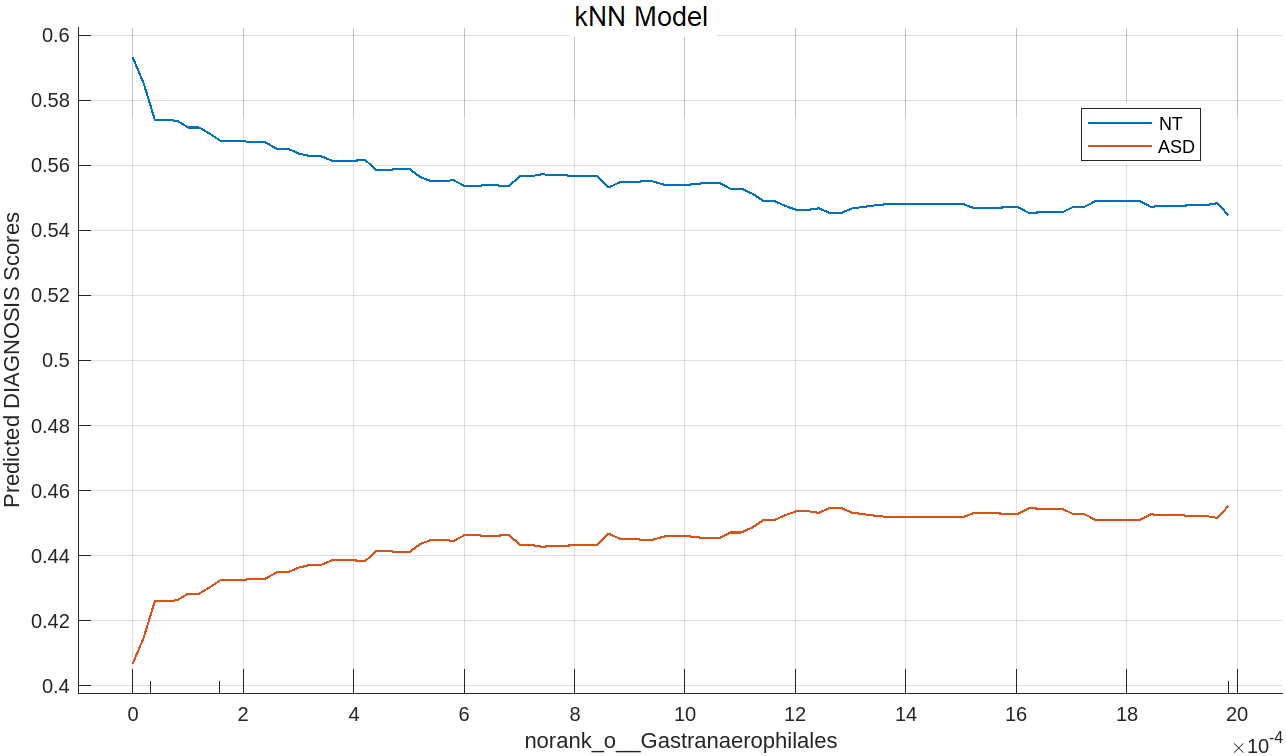 kNN Model
0.6
0.58
0.56
0.54
0.52
0.5
0.48
0.46
0.44
0.42
0.4
Predicted DIAGNOSIS Scores
NT
ASD
0 2 4 6 8 10 12 14 16 18 20
norank_o__Gastranaerophilales
×10-4